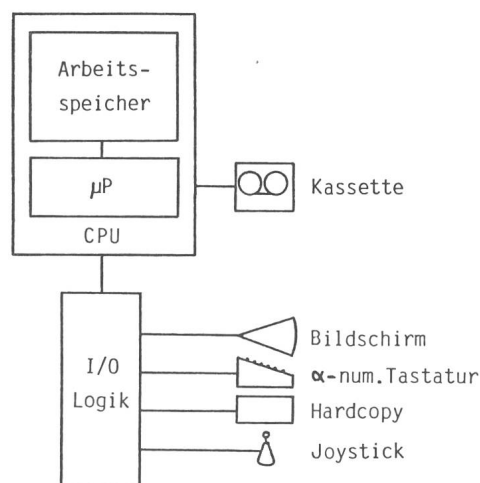 Arbeits-
speicher
µP
CPU
Kassette
I/O
Logik
Bildschirm
α-num.Tastatur
Hardcopy
Joystick